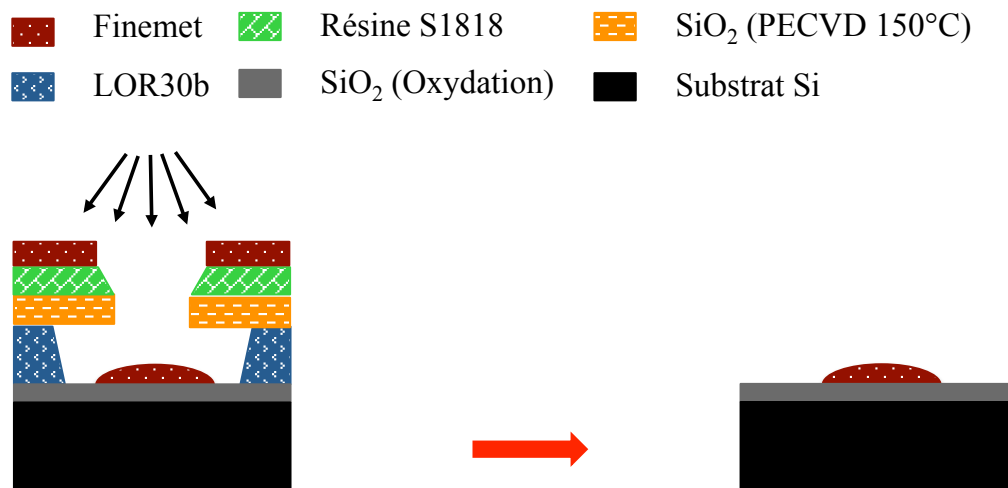 Finemet Résine S1818 SiO₂ (PECVD 150°C)
LOR30b SiO₂ (Oxydation) Substrat Si